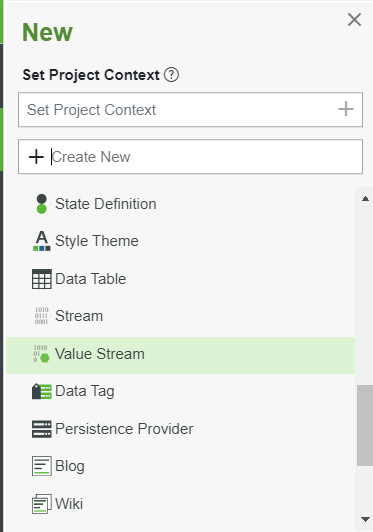 New
Set Project Context ?
Set Project Context
Create New
State Definition
Style Theme
Data Table
Stream
Value Stream
Data Tag
Persistence Provider
Blog
Wiki